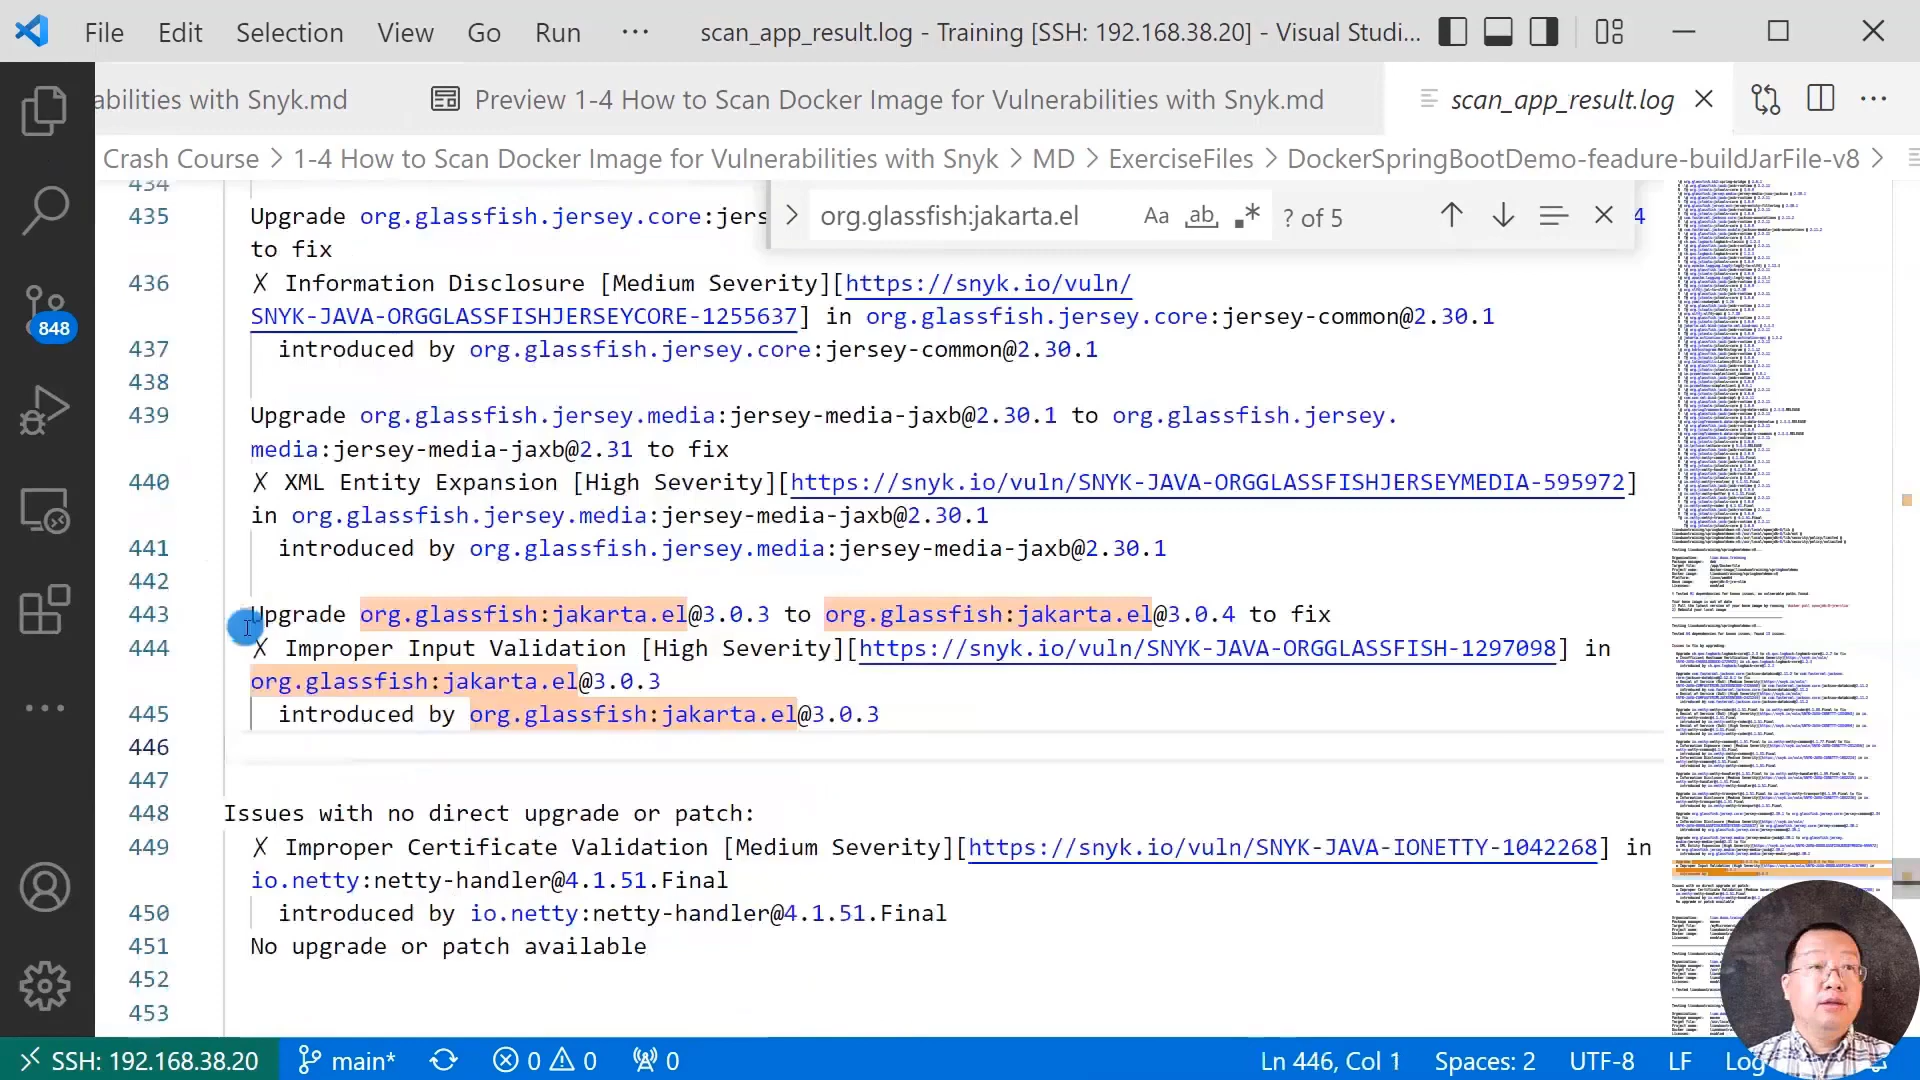 File Edit Selection View Go Run ··· scan_app_result.log - Training [SSH: 192.168.38.20] - Visual Studi...
abilities with Snyk.md Preview 1-4 How to Scan Docker Image for Vulnerabilities with Snyk.md scan_app_result.log
Crash Course > 1-4 How to Scan Docker Image for Vulnerabilities with Snyk > MD > ExerciseFiles > DockerSpringBootDemo-feadure-buildJarFile-v8 >
org.glassfish:jakarta.el Aa ab .* ? of 5
434
435 Upgrade org.glassfish.jersey.core:jers 4
to fix
436 ✗ Information Disclosure [Medium Severity][https://snyk.io/vuln/
SNYK-JAVA-ORGGLASSFISHJERSEYCORE-1255637] in org.glassfish.jersey.core:jersey-common@2.30.1
437 introduced by org.glassfish.jersey.core:jersey-common@2.30.1
438
439 Upgrade org.glassfish.jersey.media:jersey-media-jaxb@2.30.1 to org.glassfish.jersey.
media:jersey-media-jaxb@2.31 to fix
440 ✗ XML Entity Expansion [High Severity][https://snyk.io/vuln/SNYK-JAVA-ORGGLASSFISHJERSEYMEDIA-595972]
in org.glassfish.jersey.media:jersey-media-jaxb@2.30.1
441 introduced by org.glassfish.jersey.media:jersey-media-jaxb@2.30.1
442
443 Upgrade org.glassfish:jakarta.el@3.0.3 to org.glassfish:jakarta.el@3.0.4 to fix
444 ✗ Improper Input Validation [High Severity][https://snyk.io/vuln/SNYK-JAVA-ORGGLASSFISH-1297098] in
org.glassfish:jakarta.el@3.0.3
445 introduced by org.glassfish:jakarta.el@3.0.3
446
447
448 Issues with no direct upgrade or patch:
449 ✗ Improper Certificate Validation [Medium Severity][https://snyk.io/vuln/SNYK-JAVA-IONETTY-1042268] in
io.netty:netty-handler@4.1.51.Final
450 introduced by io.netty:netty-handler@4.1.51.Final
451 No upgrade or patch available
452
453
848
SSH: 192.168.38.20 main* 0 0 0 Ln 446, Col 1 Spaces: 2 UTF-8 LF Log